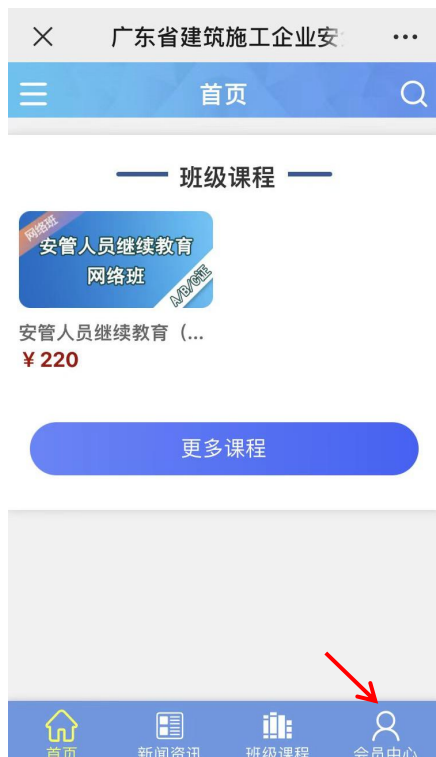 广东省建筑施工企业安
首页
班级课程
网络班
安管人员继续教育
网络班
A/B/C证
安管人员继续教育（...
￥220
更多课程
首页
新闻资讯
班级课程
会员中心